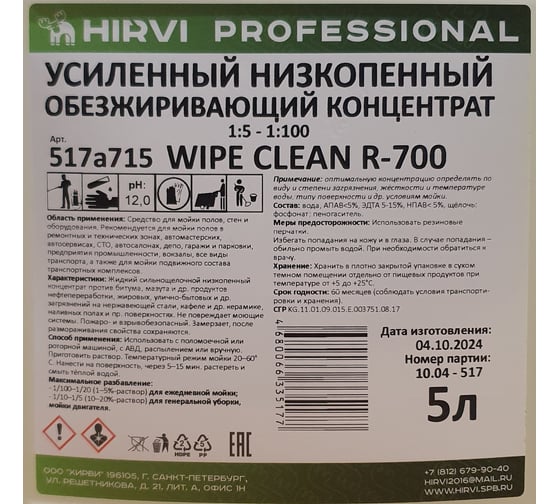 HIRVI PROFESSIONAL
УСИЛЕННЫЙ НИЗКОПЕННЫЙ
ОБЕЗЖИРИВАЮЩИЙ КОНЦЕНТРАТ
1:5 - 1:100
Арт.
517а715 WIPE CLEAN R-700
pH:
12,0
Область применения: Средство для мойки полов, стен и
оборудования. Рекомендуется для мойки полов в
ремонтных и технических зонах, автомастерских,
автосервисах, СТО, автосалонах, депо, гаражи и парковки,
предприятия промышленности, вокзалы, все виды
транспорта, а также для мойки подвижного состава
транспортных комплексов.
Характеристики: Жидкий сильнощелочной низкопенный
концентрат против битума, мазута и др. продуктов
нефтепереработки, жировых, улично-бытовых и др.
загрязнений на нержавеющей стали, кафеле и др. керамике,
наливных полах и пр. поверхностях. Не повреждает моющие
системы. Пожаро- и взрывобезопасный. Замерзает, после
размораживания свойства сохраняются.
Способ применения: Используется с поломоечной или
роторной машиной, с АВД, распылением или вручную.
Приготовить раствор. Температурный режим мойки 20–60°
С. Нанести на поверхность, через 5–15 мин. растереть и
смыть тёплой водой.
Максимальное разбавление:
- 1/100–1/20 (1–5% раствор) для ежедневной мойки;
- 1/10–1/5 (10–20% раствор) для генеральной уборки,
мойки двигателя.
HDPE
PP
EAC
Примечание: оптимальную концентрацию определять по
виду и степени загрязнения, жёсткости и температуре
воды, типу поверхности и др. условиям мойки.
Состав: вода, АПАВ<5%, ЭДТА 5-15%, НПАВ< 5%, щёлочь:
фосфонат: пеногаситель.
Меры предосторожности: Использовать резиновые
перчатки.
Избегать попадания на кожу и в глаза. В случае попадания –
обильно промыть водой. При необходимости обратиться к
врачу.
Хранение: Хранить в плотно закрытой упаковке в сухом
тёмном помещении отдельно от пищевых продуктов при
температуре от +5 до +25°C.
Срок годности: 60 месяцев (соблюдать условия транспорти-
ровки и хранения).
СГР KG.11.01.09.015.E.003751.08.17
Дата изготовления:
04.10.2024
Номер партии:
10.04 - 517
5л
ООО "ХИРВИ" 196105, Г. САНКТ-ПЕТЕРБУРГ,
УЛ. РЕШЕТНИКОВА, Д. 21, ЛИТ. А, ОФИС 1-Н
+7 (812) 679-90-40
HIRVI2016@MAIL.RU
HIRVI.SPB.RU